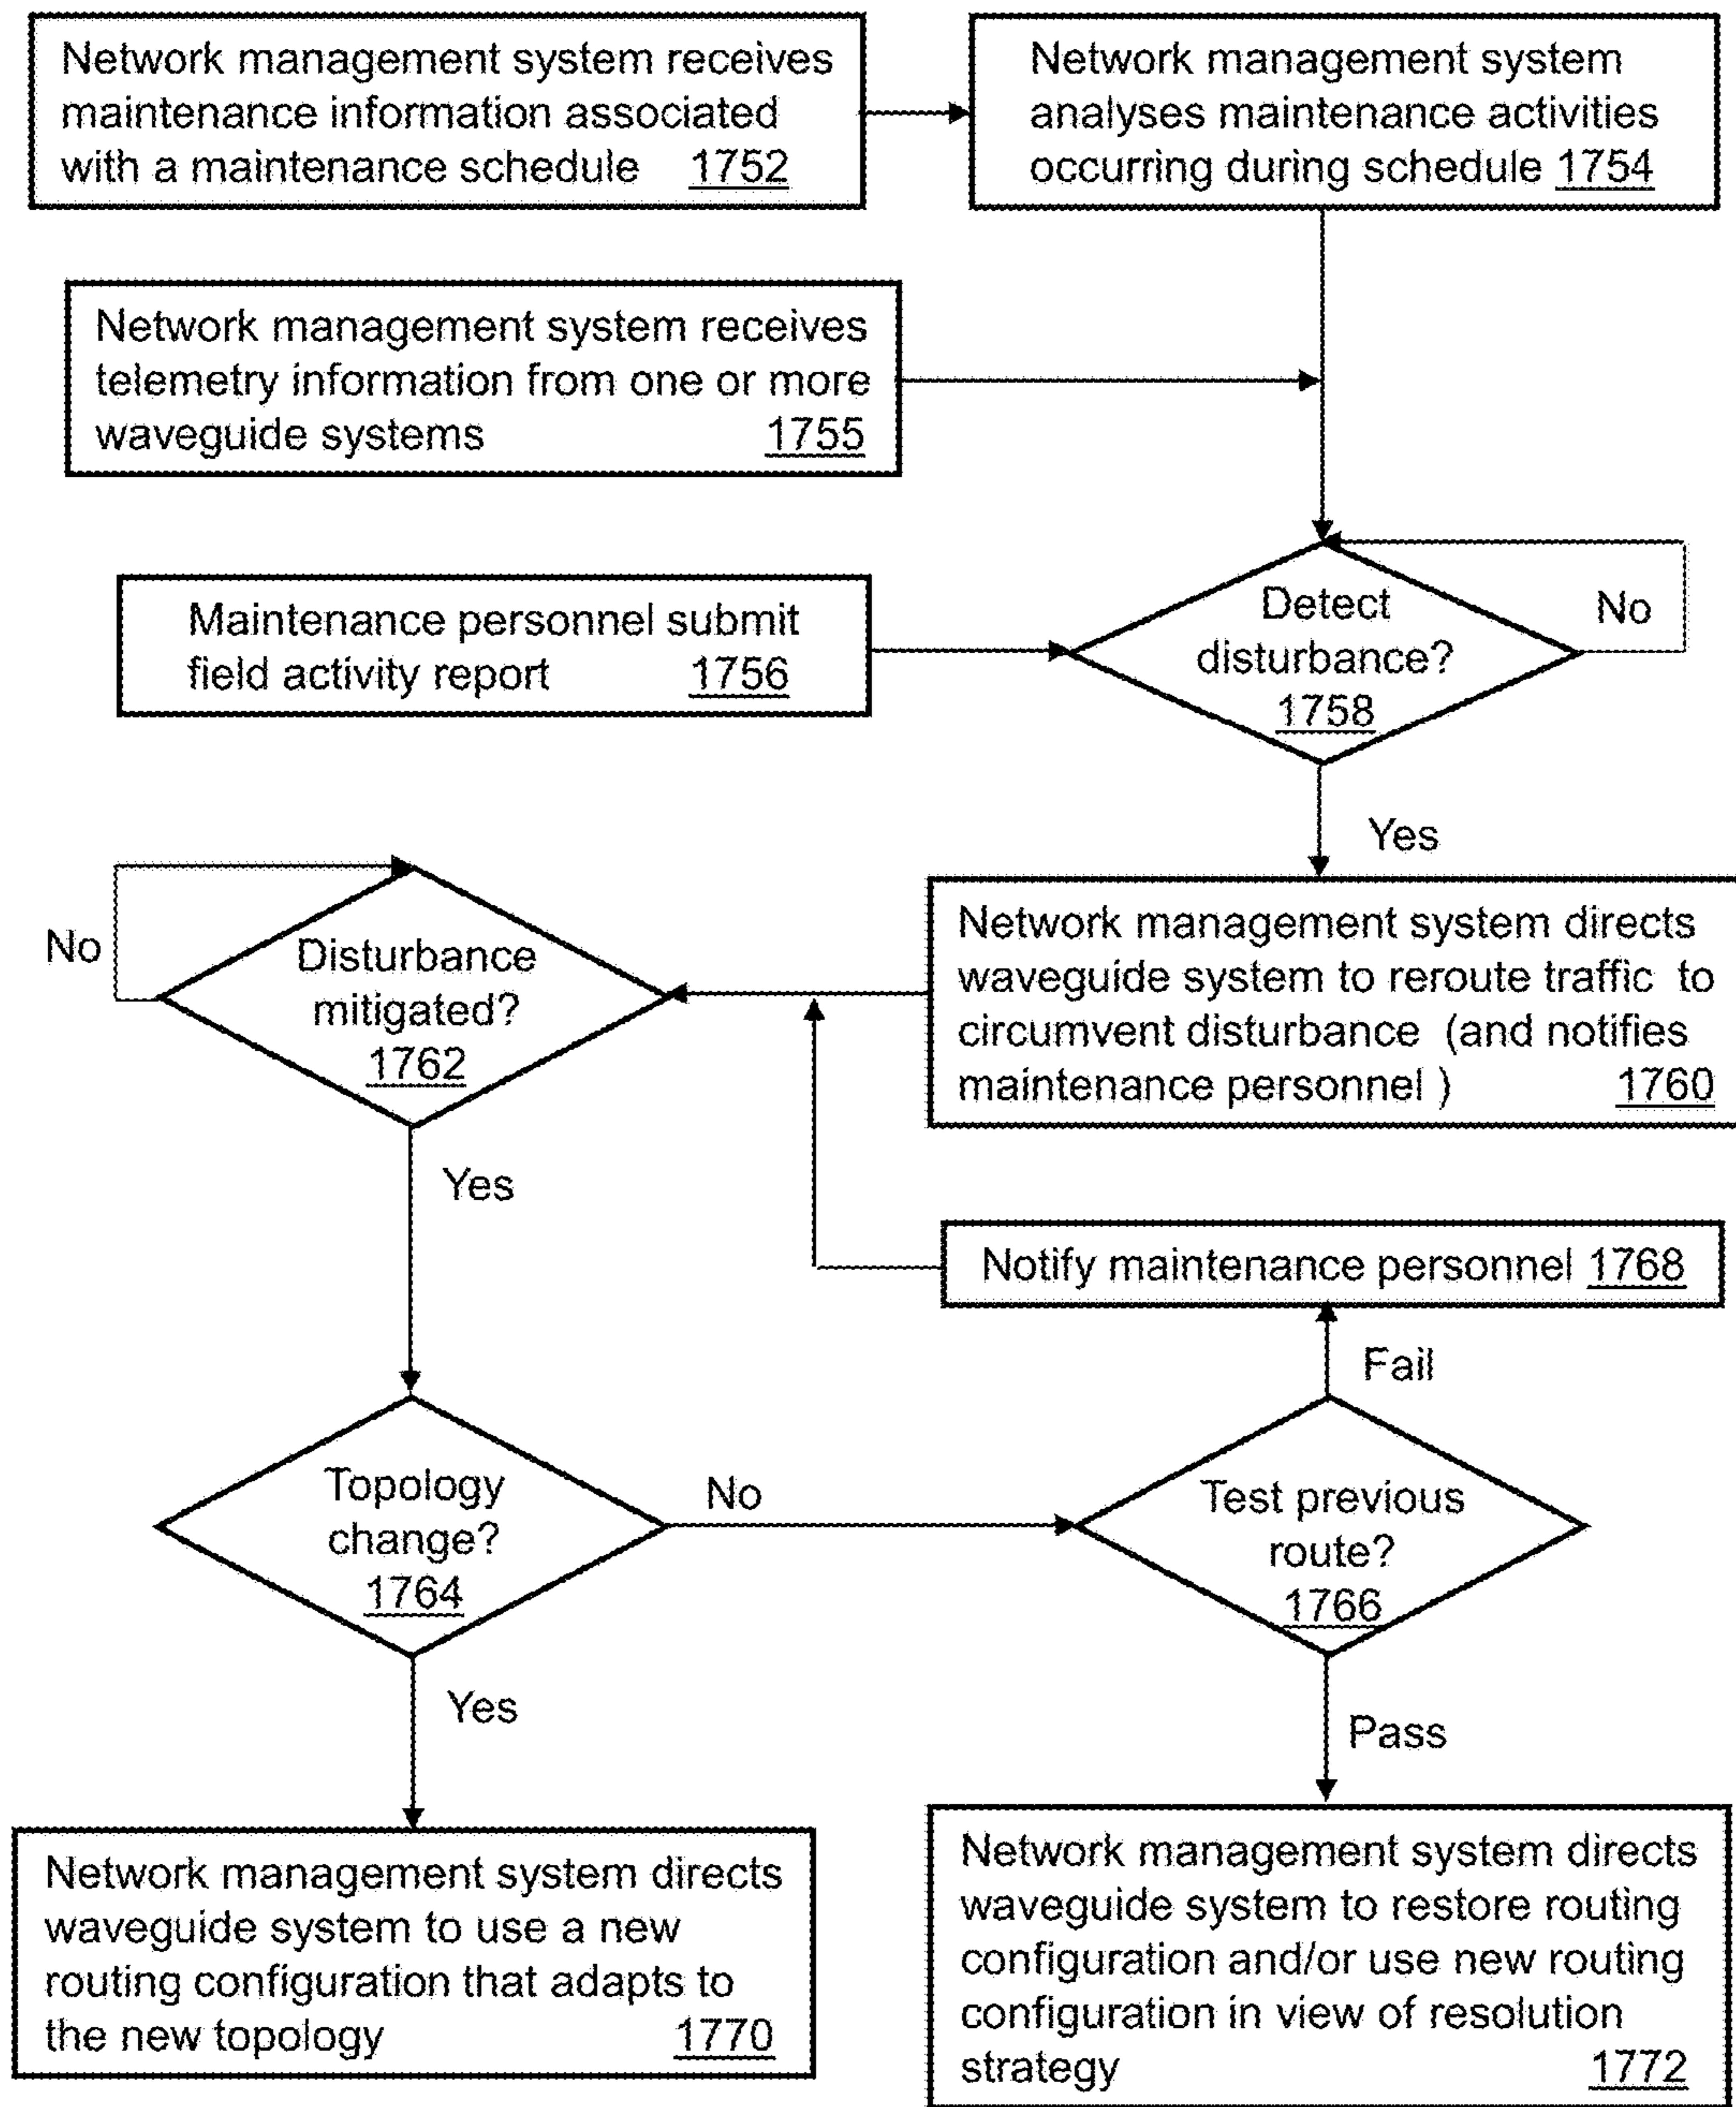 Network management system receives
maintenance information associated
with a maintenance schedule 1752
Network management system
analyses maintenance activities
occurring during schedule 1754
Network management system receives
telemetry information from one or more
waveguide systems 1755
Maintenance personnel submit
field activity report 1756
Detect
disturbance?
1758
No
Yes
Network management system directs
waveguide system to reroute traffic to
circumvent disturbance (and notifies
maintenance personnel ) 1760
No
Disturbance
mitigated?
1762
Yes
Notify maintenance personnel 1768
Fail
Topology
change?
1764
No
Test previous
route?
1766
Yes
Pass
Network management system directs
waveguide system to use a new
routing configuration that adapts to
the new topology 1770
Network management system directs
waveguide system to restore routing
configuration and/or use new routing
configuration in view of resolution
strategy 1772